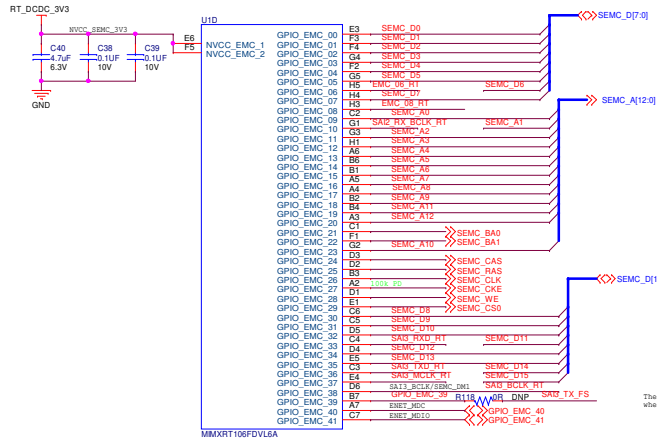 RT_DCDC_3V3
NVCC_SEMC_3V3
C40
4.7uF
6.3V
C38
0.1UF
10V
C39
0.1UF
10V
GND
U1D
E6 NVCC_EMC_1
F5 NVCC_EMC_2
GPIO_EMC_00 E3 SEMC_D0
GPIO_EMC_01 F3 SEMC_D1
GPIO_EMC_02 F4 SEMC_D2
GPIO_EMC_03 G4 SEMC_D3
GPIO_EMC_04 F2 SEMC_D4
GPIO_EMC_05 G5 SEMC_D5
GPIO_EMC_06 H5 EMC_06_RT SEMC_D6
GPIO_EMC_07 H4 SEMC_D7
GPIO_EMC_08 H3 EMC_08_RT
GPIO_EMC_09 C2 SEMC_A0
GPIO_EMC_10 G1 SAI2_RX_BCLK_RT SEMC_A1
GPIO_EMC_11 G3 SEMC_A2
GPIO_EMC_12 H1 SEMC_A3
GPIO_EMC_13 A6 SEMC_A4
GPIO_EMC_14 B6 SEMC_A5
GPIO_EMC_15 B1 SEMC_A6
GPIO_EMC_16 A5 SEMC_A7
GPIO_EMC_17 A4 SEMC_A8
GPIO_EMC_18 B2 SEMC_A9
GPIO_EMC_19 B4 SEMC_A11
GPIO_EMC_20 A3 SEMC_A12
GPIO_EMC_21 C1 SEMC_BA0
GPIO_EMC_22 F1 SEMC_BA1
GPIO_EMC_23 G2 SEMC_A10
GPIO_EMC_24 D3 SEMC_CAS
GPIO_EMC_25 D2 SEMC_RAS
GPIO_EMC_26 B3 SEMC_CLK
GPIO_EMC_27 A2 100k PD SEMC_CKE
GPIO_EMC_28 D1 SEMC_WE
GPIO_EMC_29 E1 SEMC_CS0
GPIO_EMC_30 C6 SEMC_D8
GPIO_EMC_31 C5 SEMC_D9
GPIO_EMC_32 D5 SEMC_D10
GPIO_EMC_33 C4 SAI3_RXD_RT SEMC_D11
GPIO_EMC_34 D4 SEMC_D12
GPIO_EMC_35 E5 SEMC_D13
GPIO_EMC_36 C3 SAI3_TXD_RT SEMC_D14
GPIO_EMC_37 E4 SAI3_MCLK_RT SEMC_D15
GPIO_EMC_38 D6 SAI3_BCLK/SEMC_DM1 SAI3_BCLK_RT
GPIO_EMC_39 B7 GPIO_EMC_39 R118 0R DNP SAI3_TX_FS
GPIO_EMC_40 A7 ENET_MDC GPIO_EMC_40
GPIO_EMC_41 C7 ENET_MDIO GPIO_EMC_41
MIMXRT106FDVL6A
SEMC_D[7:0]
SEMC_A[12:0]
SEMC_D[1
The
whe